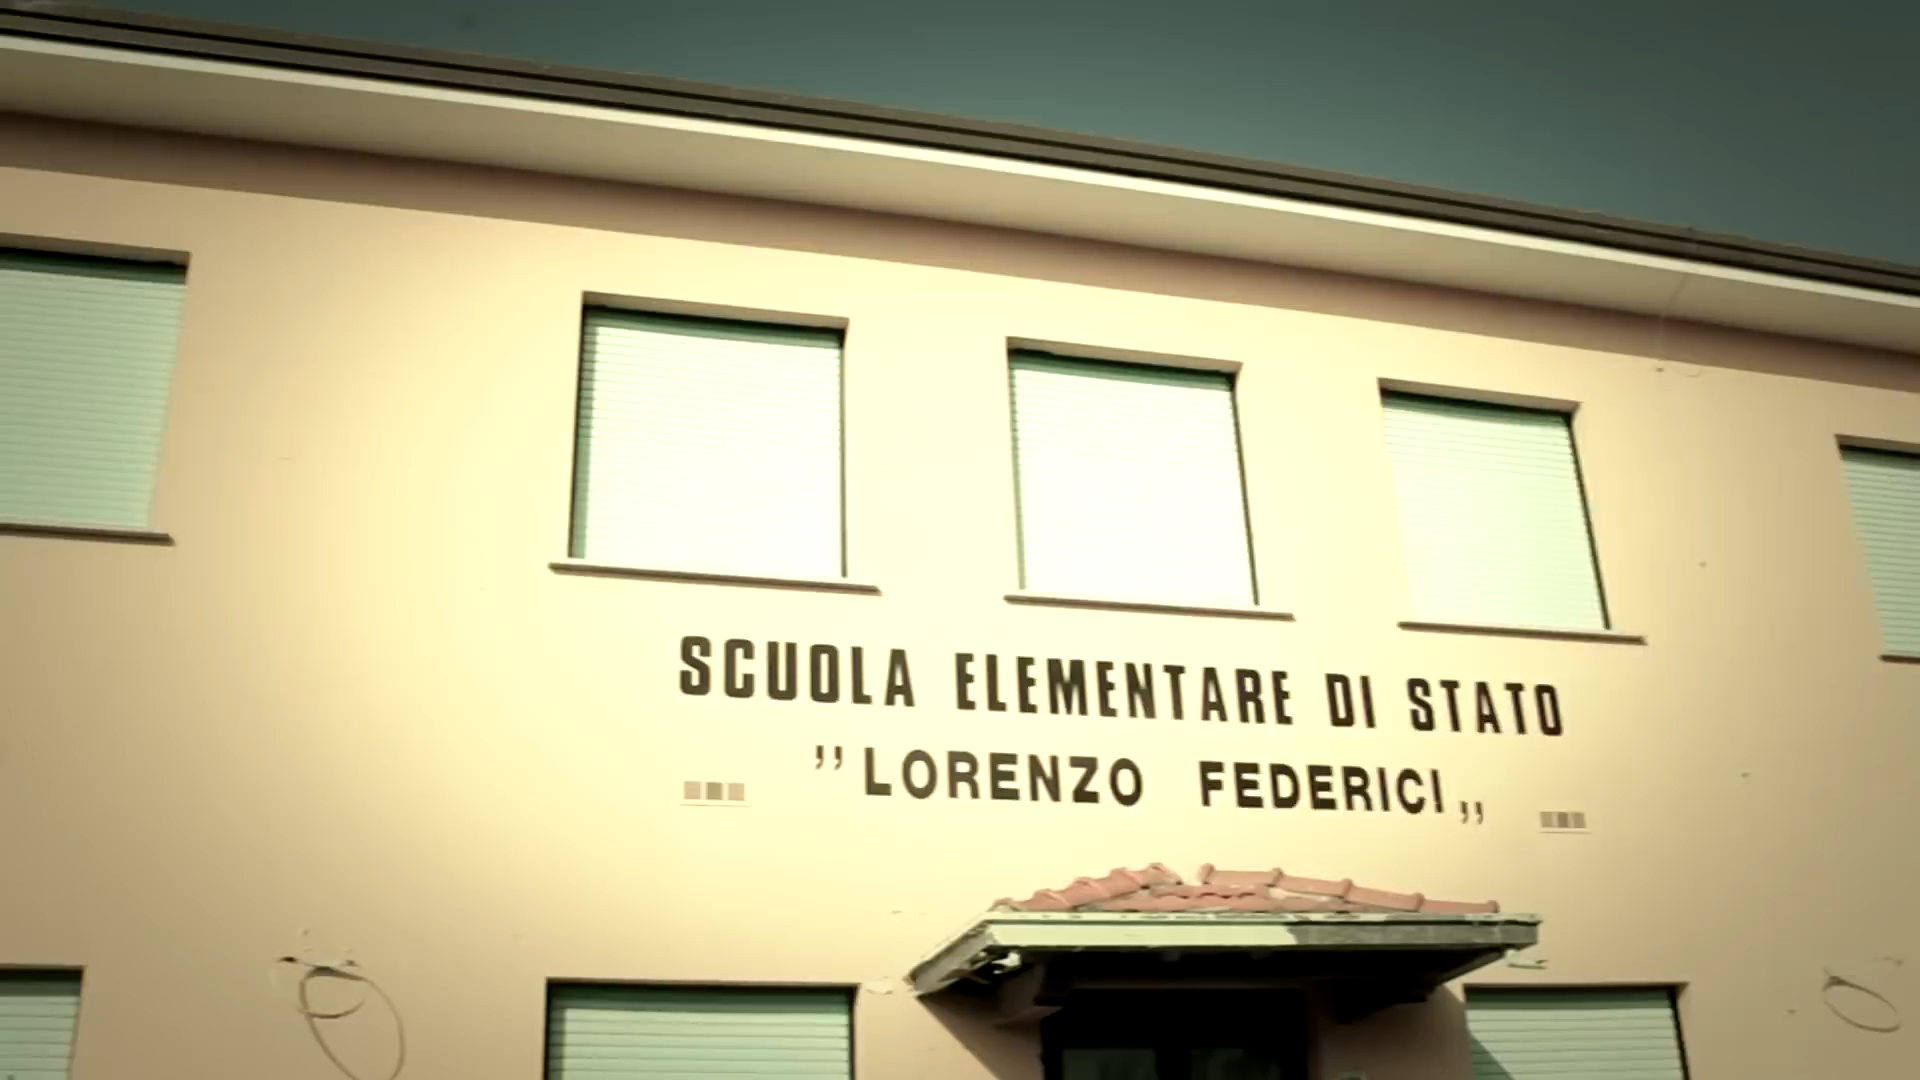 SCUOLA ELEMENTARE DI STATO
’’LORENZO FEDERICI,,